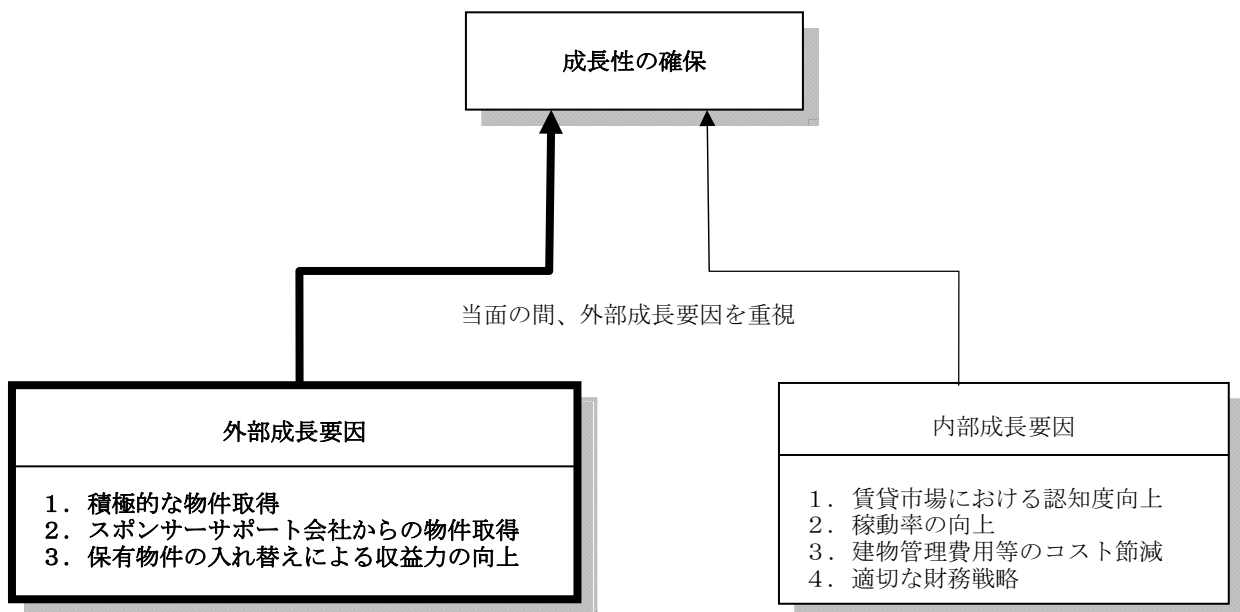 成長性の確保
当面の間、外部成長要因を重視
外部成長要因
1．積極的な物件取得
2．スポンサーサポート会社からの物件取得
3．保有物件の入れ替えによる収益力の向上
内部成長要因
1．賃貸市場における認知度向上
2．稼動率の向上
3．建物管理費用等のコスト節減
4．適切な財務戦略